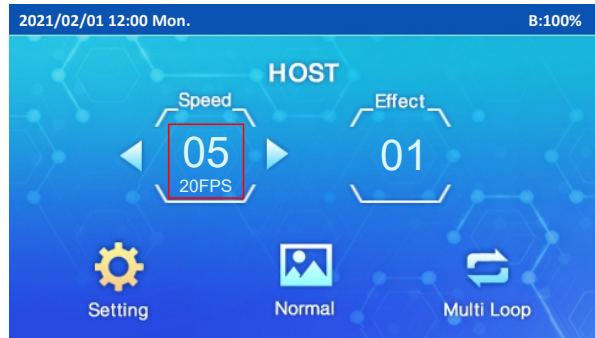 2021/02/01 12:00 Mon. B:100%
HOST
Speed Effect
05 01
20FPS
Setting Normal Multi Loop